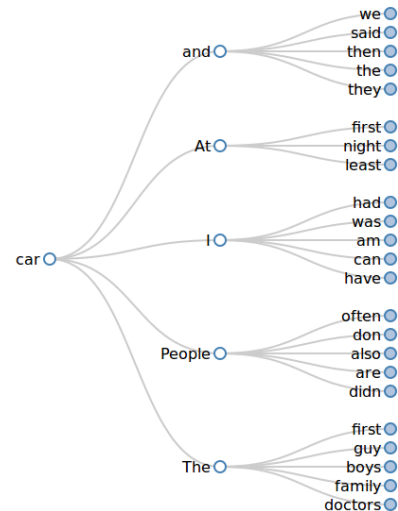 car
and
we
said
then
the
they
At
first
night
least
I
had
was
am
can
have
People
often
don
also
are
didn
The
first
guy
boys
family
doctors